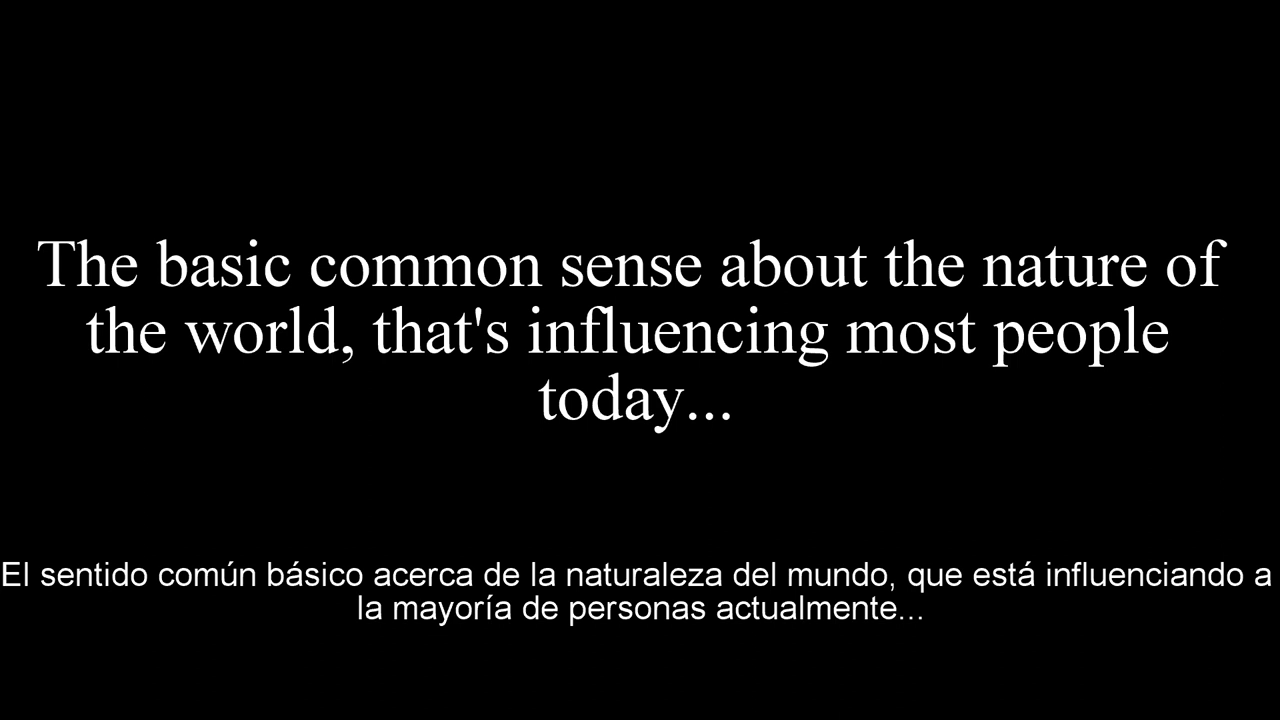 The basic common sense about the nature of
the world, that's influencing most people
today...
El sentido común básico acerca de la naturaleza del mundo, que está influenciando a
la mayoría de personas actualmente...